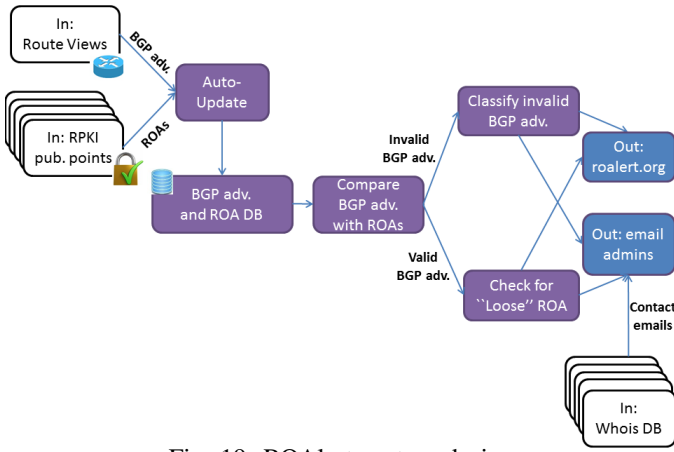 In:
Route Views
BGP adv.
Auto-
Update
In: RPKI
pub. points
ROAs
BGP adv.
and ROA DB
Compare
BGP adv.
with ROAs
Invalid
BGP adv.
Valid
BGP adv.
Classify invalid
BGP adv.
Check for
``Loose'' ROA
Out:
roalert.org
Out: email
admins
Contact
emails
In:
Whois DB